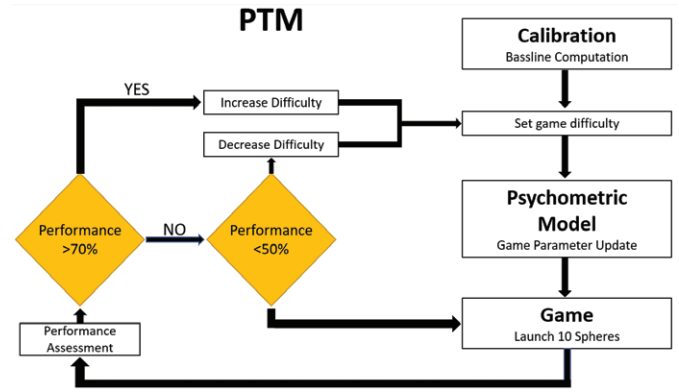 PTM
Calibration
Bassline Computation
YES
Increase Difficulty
Set game difficulty
Decrease Difficulty
Psychometric
Model
Game Parameter Update
Performance
>70%
NO
Performance
<50%
Game
Launch 10 Spheres
Performance
Assessment